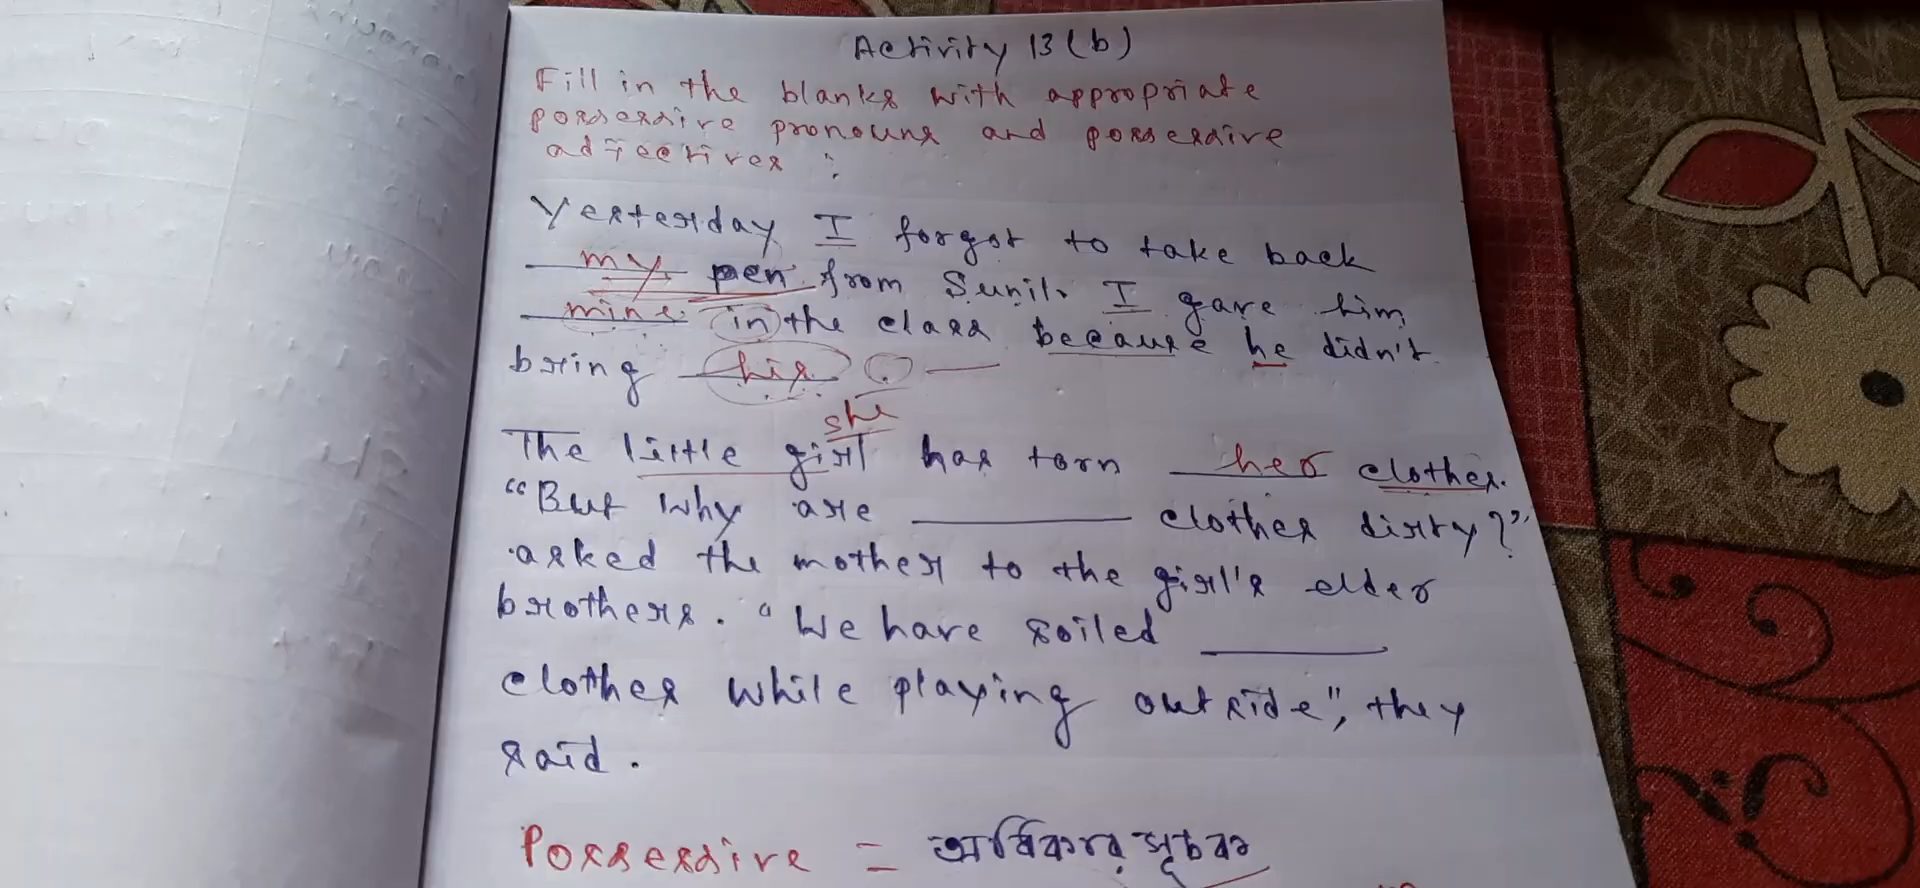 Activity 13 (b)
Fill in the blanks with appropriate
possessive pronouns and possessive
adjectives :
Yesterday I forgot to take back
my pen from Sunil. I gave him
mine in the class because he didn't
bring his.
she
The little girl has torn her clothes.
"But why are ______ clothes dirty?"
asked the mother to the girl's elder
brothers. "We have soiled ______
clothes while playing outside", they
said.
Possessive = অধিকার সূচক